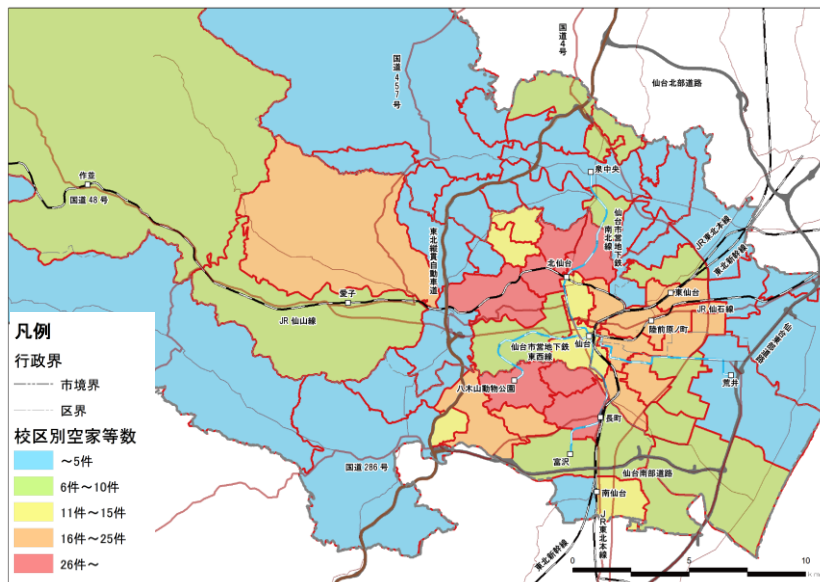 国道457号
国道4号
仙台北部道路
作並
国道48号
泉中央
仙台市営地下鉄
南北線
東北縦貫自動車道
JR東北本線
東北新幹線
北仙台
東仙台
愛子
JR仙山線
JR仙石線
陸前原ノ町
仙台東部道路
仙台市営地下鉄
東西線
仙台
荒井
八木山動物公園
長町
国道286号
富沢
仙台南部道路
南仙台
JR東北本線
東北新幹線
凡例
行政界
市境界
区界
校区別空家等数
～5件
6件～10件
11件～15件
16件～25件
26件～
0 5 10